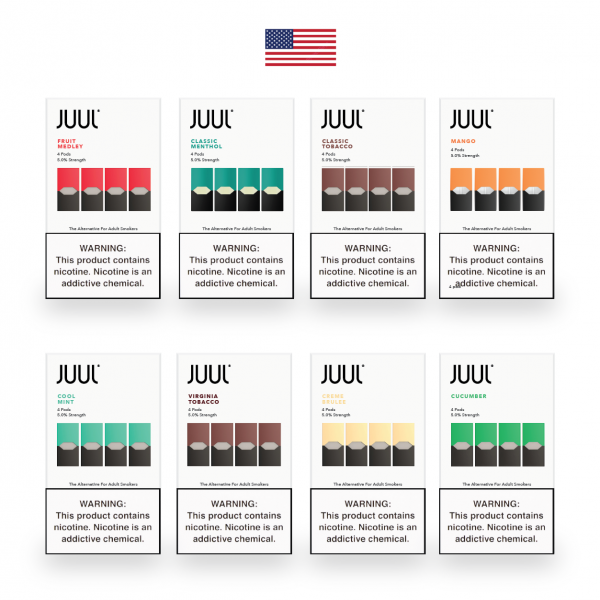 JUUL
FRUIT
MEDLEY
4 Pods
5.0% Strength
The Alternative For Adult Smokers
WARNING:
This product contains
nicotine. Nicotine is an
addictive chemical.
JUUL
CLASSIC
MENTHOL
4 Pods
5.0% Strength
The Alternative For Adult Smokers
WARNING:
This product contains
nicotine. Nicotine is an
addictive chemical.
JUUL
CLASSIC
TOBACCO
4 Pods
5.0% Strength
The Alternative For Adult Smokers
WARNING:
This product contains
nicotine. Nicotine is an
addictive chemical.
JUUL
MANGO
4 Pods
5.0% Strength
The Alternative For Adult Smokers
WARNING:
This product contains
nicotine. Nicotine is an
addictive chemical.
JUUL
COOL
MINT
4 Pods
5.0% Strength
The Alternative For Adult Smokers
WARNING:
This product contains
nicotine. Nicotine is an
addictive chemical.
JUUL
VIRGINIA
TOBACCO
4 Pods
5.0% Strength
The Alternative For Adult Smokers
WARNING:
This product contains
nicotine. Nicotine is an
addictive chemical.
JUUL
CREME
BRULEE
4 Pods
5.0% Strength
The Alternative For Adult Smokers
WARNING:
This product contains
nicotine. Nicotine is an
addictive chemical.
JUUL
CUCUMBER
4 Pods
5.0% Strength
The Alternative For Adult Smokers
WARNING:
This product contains
nicotine. Nicotine is an
addictive chemical.